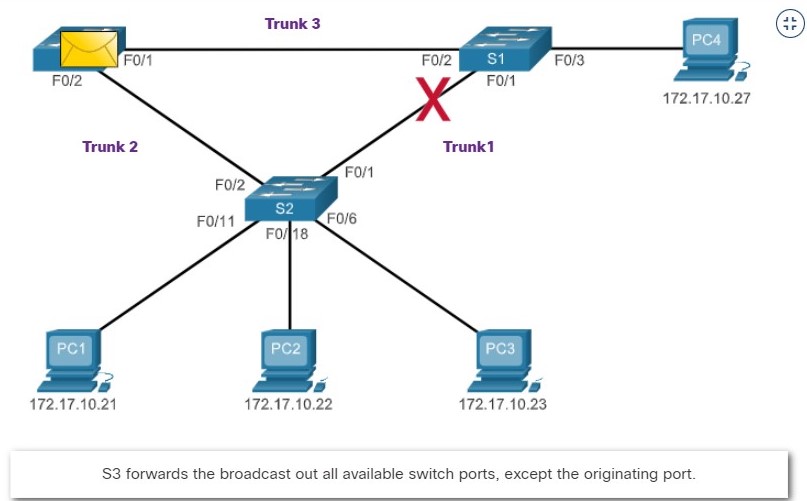 Trunk 3
F0/1
F0/2
S1
F0/3
PC4
F0/2
F0/1
172.17.10.27
Trunk 2
Trunk1
F0/2
F0/1
S2
F0/11
F0/18
F0/6
PC1
PC2
PC3
172.17.10.21
172.17.10.22
172.17.10.23
S3 forwards the broadcast out all available switch ports, except the originating port.